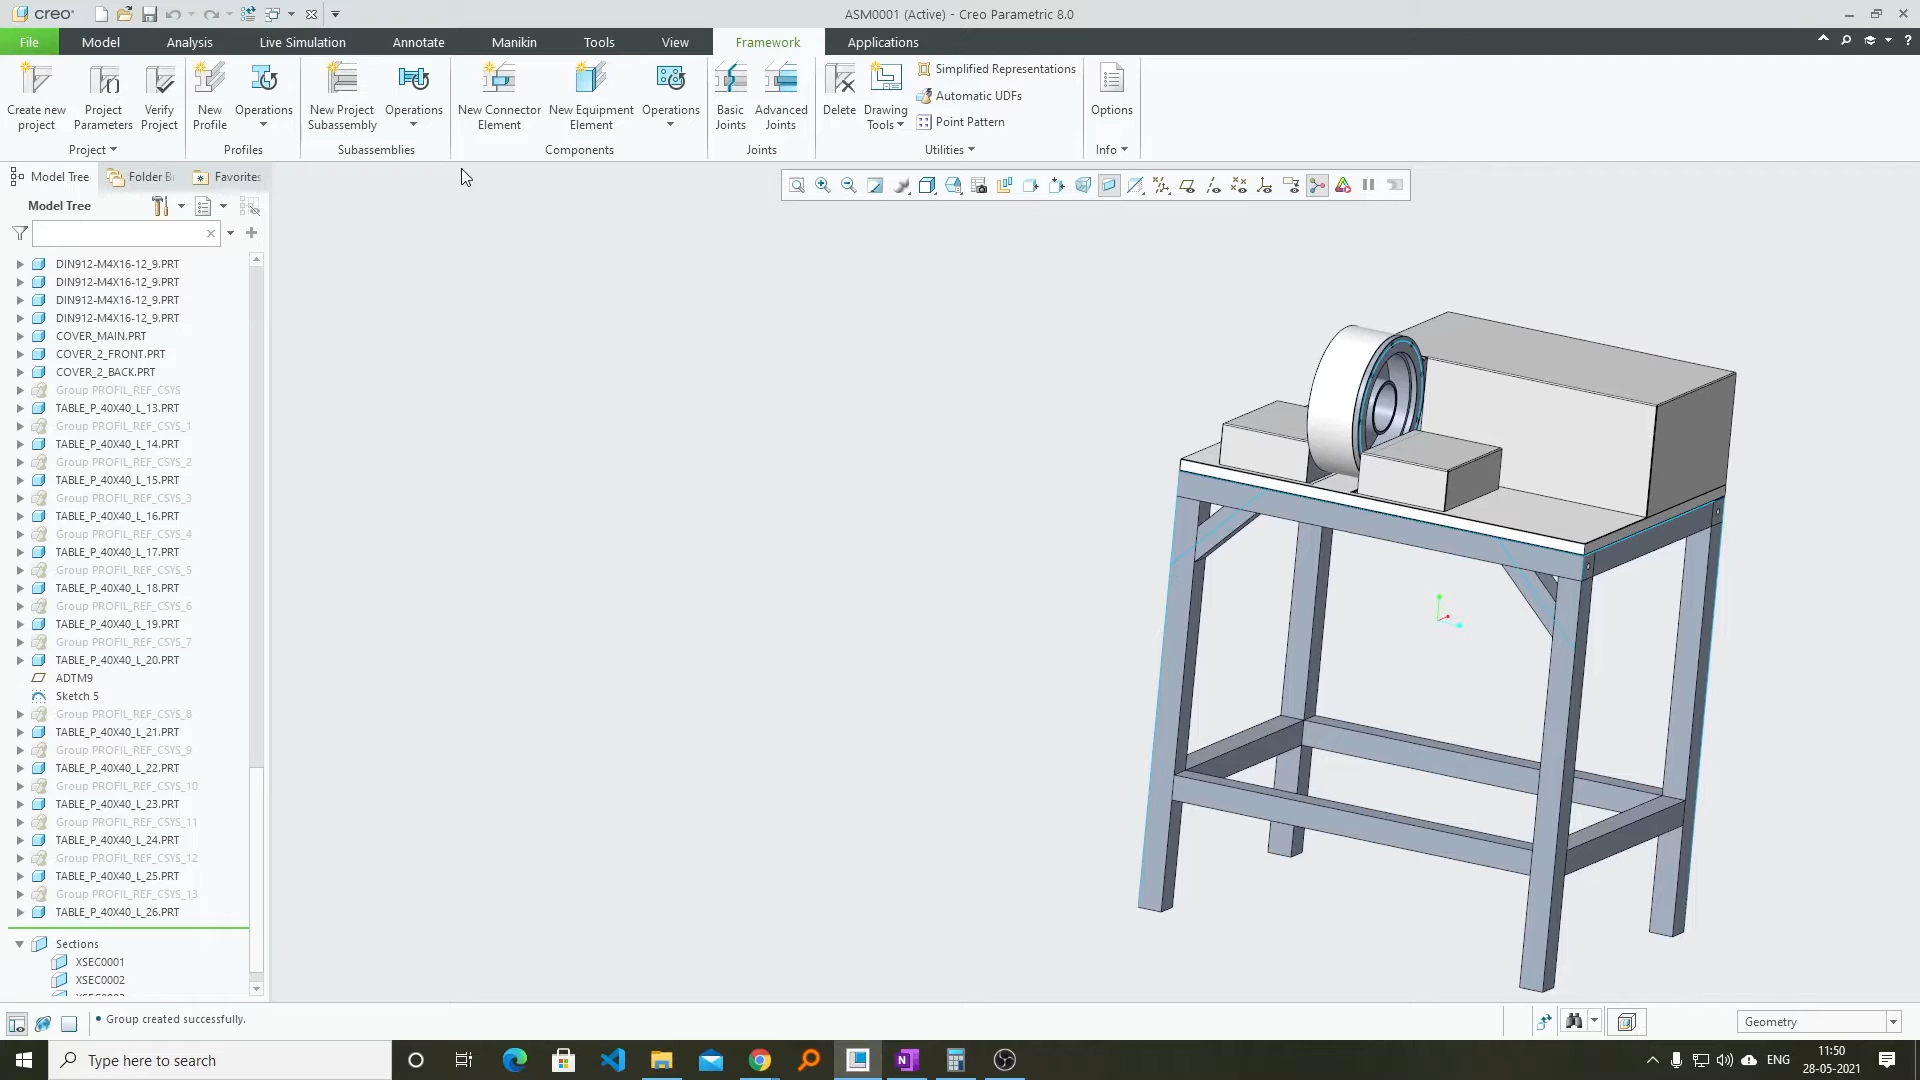 creo
ASM0001 (Active) - Creo Parametric 8.0
File
Model
Analysis
Live Simulation
Annotate
Manikin
Tools
View
Framework
Applications
Create new
project
Project
Parameters
Verify
Project
New
Profile
Operations
New Project
Subassembly
Operations
New Connector
Element
New Equipment
Element
Operations
Basic
Joints
Advanced
Joints
Delete
Drawing
Tools
Simplified Representations
Automatic UDFs
Point Pattern
Options
Project
Profiles
Subassemblies
Components
Joints
Utilities
Info
Model Tree
Folder B
Favorites
Model Tree
DIN912-M4X16-12_9.PRT
DIN912-M4X16-12_9.PRT
DIN912-M4X16-12_9.PRT
DIN912-M4X16-12_9.PRT
COVER_MAIN.PRT
COVER_2_FRONT.PRT
COVER_2_BACK.PRT
Group PROFIL_REF_CSYS
TABLE_P_40X40_L_13.PRT
Group PROFIL_REF_CSYS_1
TABLE_P_40X40_L_14.PRT
Group PROFIL_REF_CSYS_2
TABLE_P_40X40_L_15.PRT
Group PROFIL_REF_CSYS_3
TABLE_P_40X40_L_16.PRT
Group PROFIL_REF_CSYS_4
TABLE_P_40X40_L_17.PRT
Group PROFIL_REF_CSYS_5
TABLE_P_40X40_L_18.PRT
Group PROFIL_REF_CSYS_6
TABLE_P_40X40_L_19.PRT
Group PROFIL_REF_CSYS_7
TABLE_P_40X40_L_20.PRT
ADTM9
Sketch 5
Group PROFIL_REF_CSYS_8
TABLE_P_40X40_L_21.PRT
Group PROFIL_REF_CSYS_9
TABLE_P_40X40_L_22.PRT
Group PROFIL_REF_CSYS_10
TABLE_P_40X40_L_23.PRT
Group PROFIL_REF_CSYS_11
TABLE_P_40X40_L_24.PRT
Group PROFIL_REF_CSYS_12
TABLE_P_40X40_L_25.PRT
Group PROFIL_REF_CSYS_13
TABLE_P_40X40_L_26.PRT
Sections
XSEC0001
XSEC0002
• Group created successfully.
Geometry
Type here to search
ENG
11:50
28-05-2021